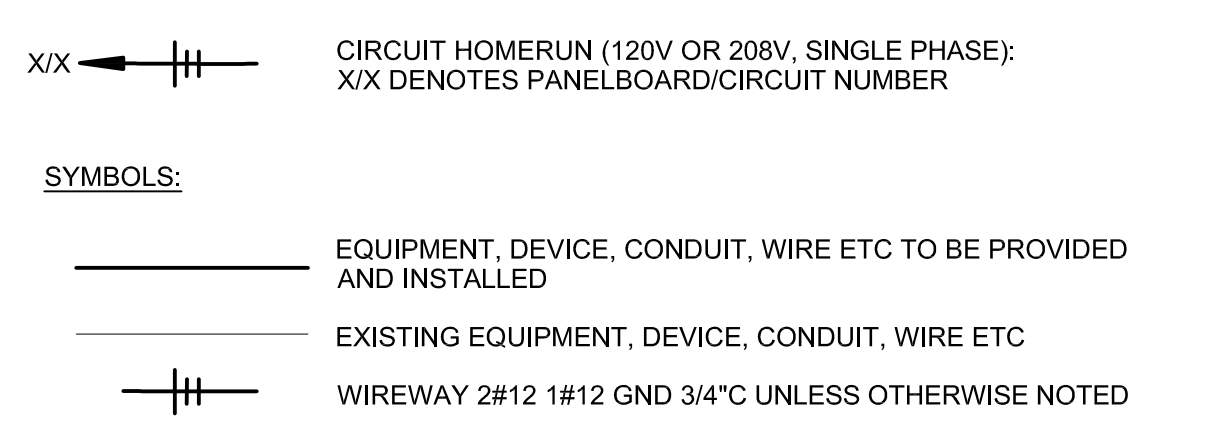 X/X CIRCUIT HOMERUN (120V OR 208V, SINGLE PHASE):
X/X DENOTES PANELBOARD/CIRCUIT NUMBER
SYMBOLS:
EQUIPMENT, DEVICE, CONDUIT, WIRE ETC TO BE PROVIDED
AND INSTALLED
EXISTING EQUIPMENT, DEVICE, CONDUIT, WIRE ETC
WIREWAY 2#12 1#12 GND 3/4"C UNLESS OTHERWISE NOTED